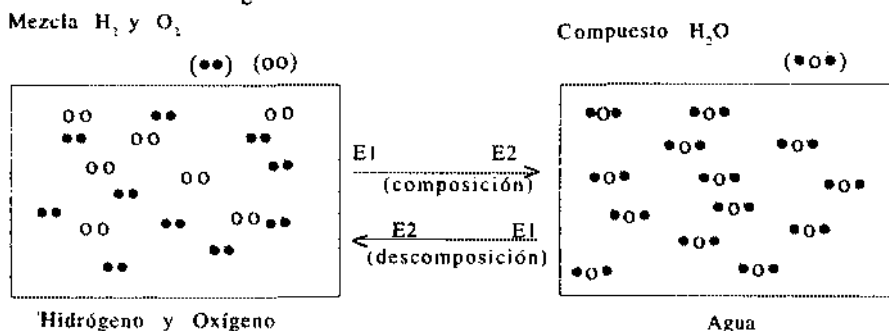 Mezcla H₂ y O₂
Compuesto H₂O
(●●) (OO)
(●O●)
E1 E2
(composición)
E2 E1
(descomposición)
Hidrógeno y Oxígeno
Agua